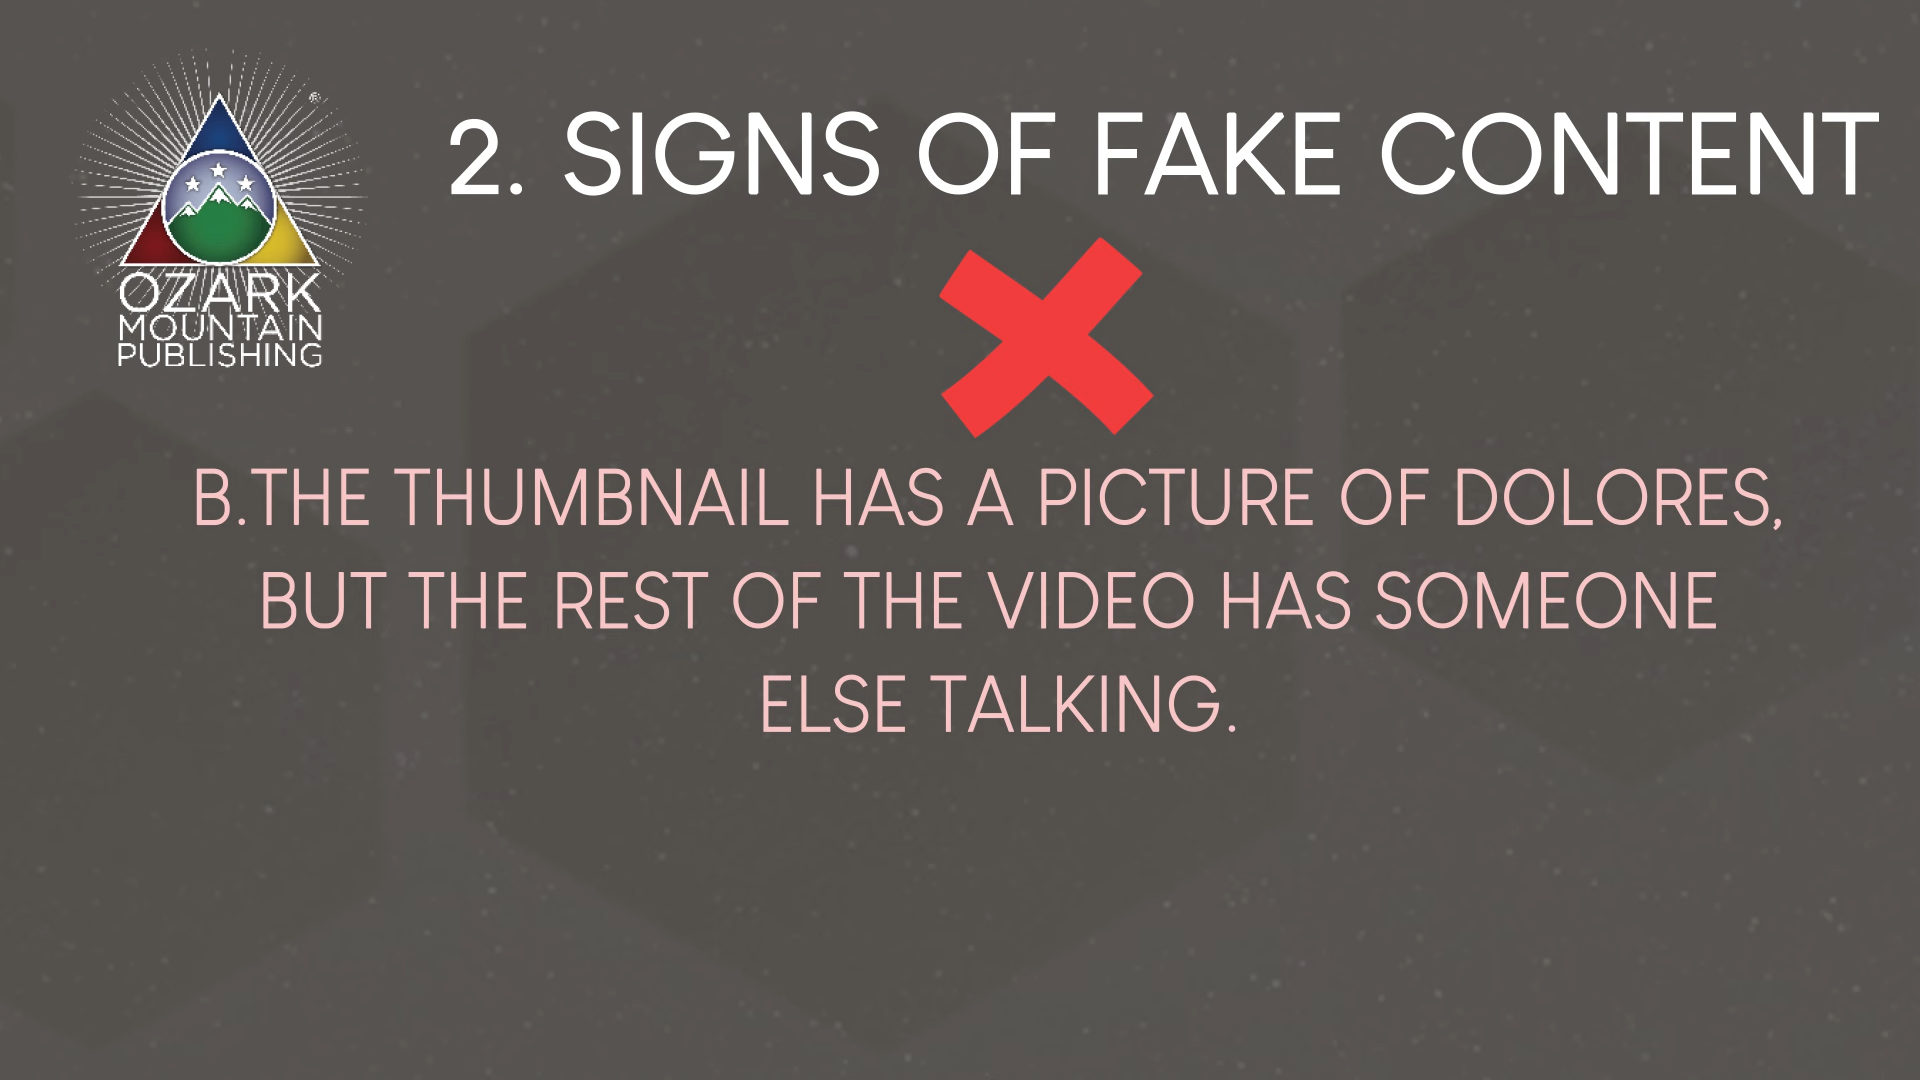 ®
OZARK
MOUNTAIN
PUBLISHING
2. SIGNS OF FAKE CONTENT
B.THE THUMBNAIL HAS A PICTURE OF DOLORES,
BUT THE REST OF THE VIDEO HAS SOMEONE
ELSE TALKING.